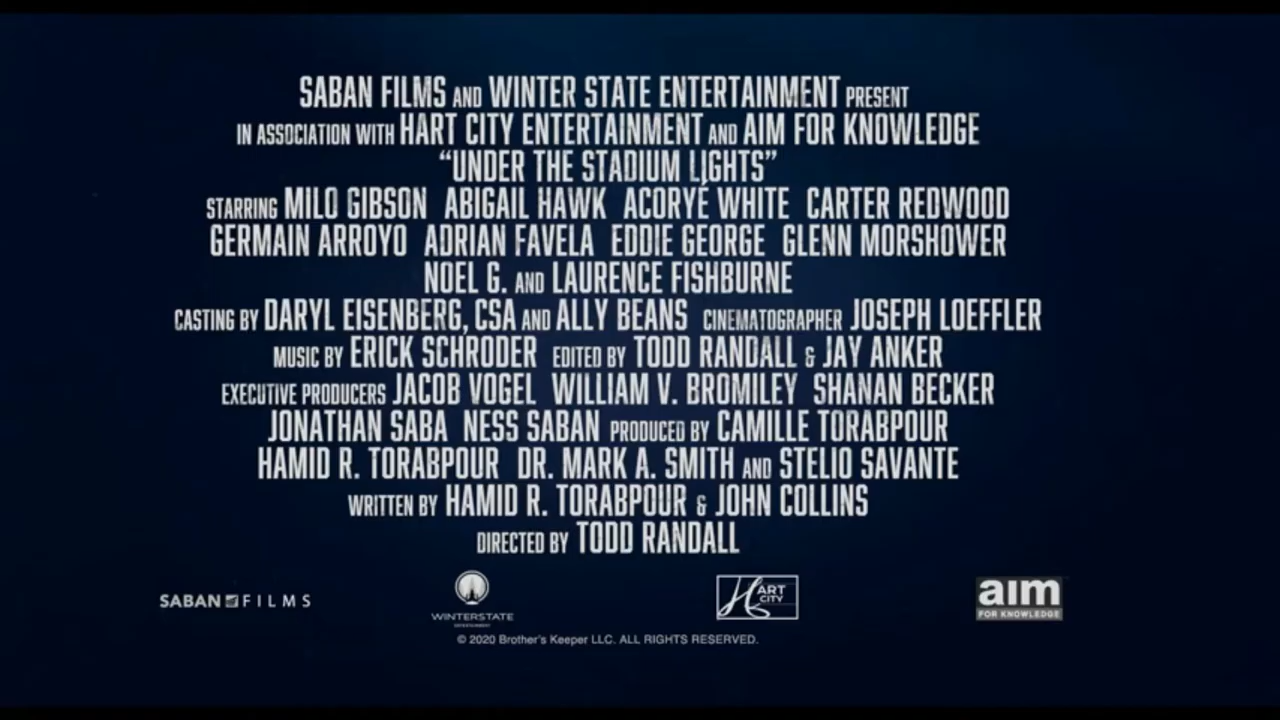 SABAN FILMS AND WINTER STATE ENTERTAINMENT PRESENT
IN ASSOCIATION WITH HART CITY ENTERTAINMENT AND AIM FOR KNOWLEDGE
“UNDER THE STADIUM LIGHTS”
STARRING MILO GIBSON ABIGAIL HAWK ACORYÉ WHITE CARTER REDWOOD
GERMAIN ARROYO ADRIAN FAVELA EDDIE GEORGE GLENN MORSHOWER
NOEL G. AND LAURENCE FISHBURNE
CASTING BY DARYL EISENBERG, CSA AND ALLY BEANS CINEMATOGRAPHER JOSEPH LOEFFLER
MUSIC BY ERICK SCHRODER EDITED BY TODD RANDALL & JAY ANKER
EXECUTIVE PRODUCERS JACOB VOGEL WILLIAM V. BROMILEY SHANAN BECKER
JONATHAN SABA NESS SABAN PRODUCED BY CAMILLE TORABPOUR
HAMID R. TORABPOUR DR. MARK A. SMITH AND STELIO SAVANTE
WRITTEN BY HAMID R. TORABPOUR & JOHN COLLINS
DIRECTED BY TODD RANDALL
SABAN FILMS
WINTERSTATE
ENTERTAINMENT
HART
CITY
aim
FOR KNOWLEDGE
© 2020 Brother's Keeper LLC. ALL RIGHTS RESERVED.